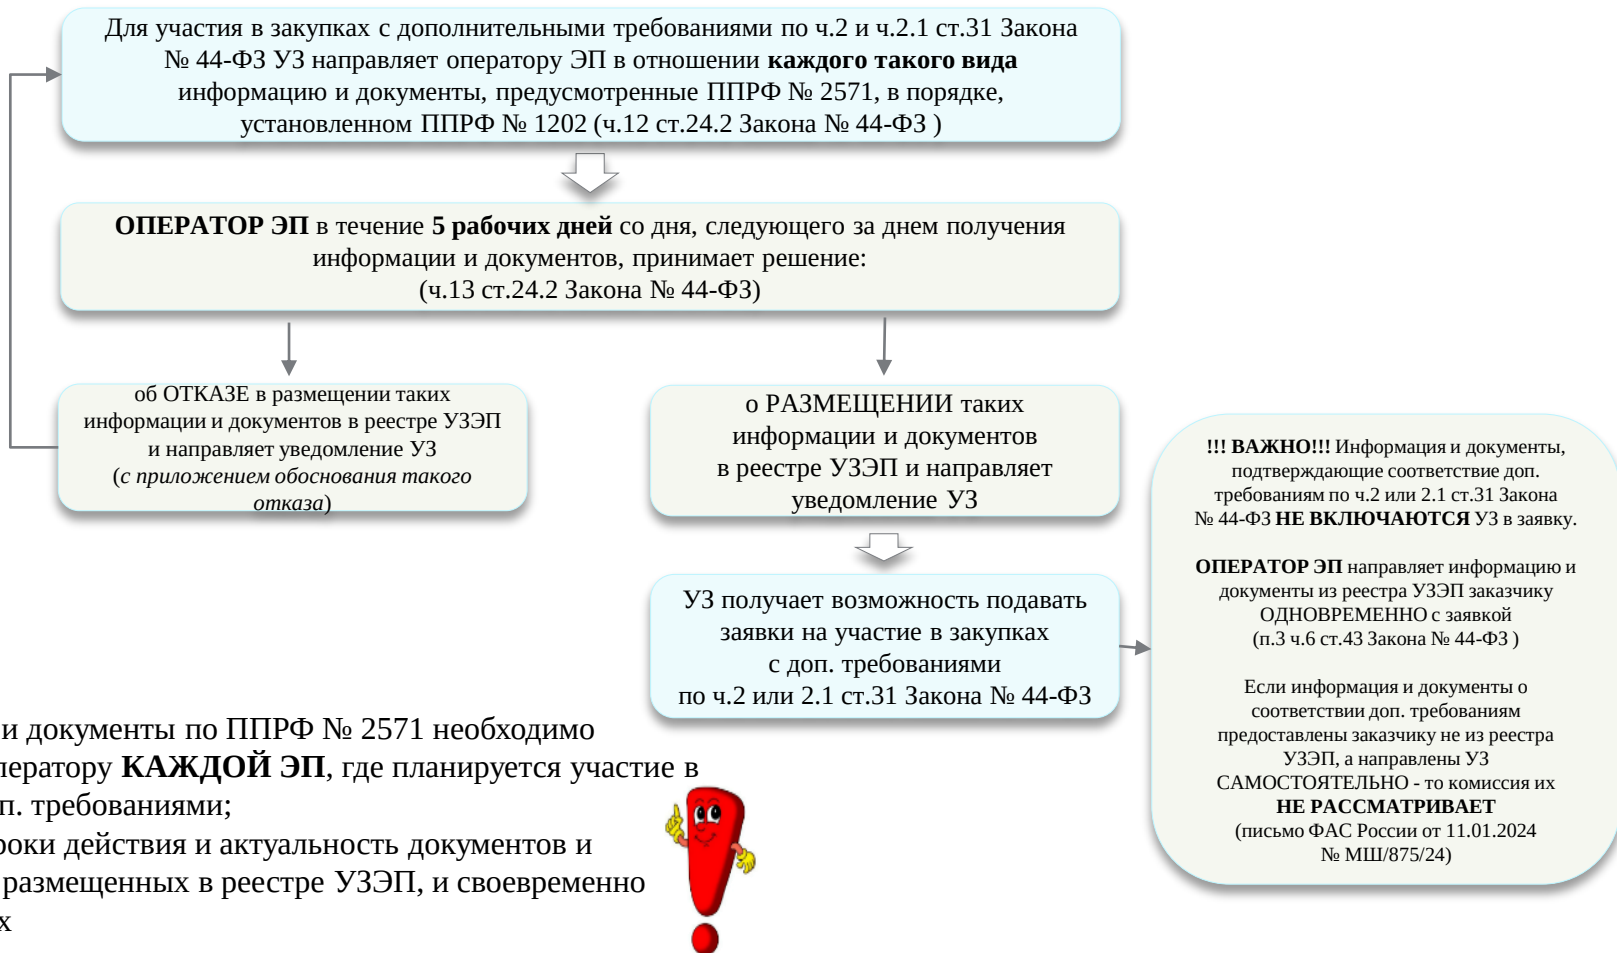 Для участия в закупках с дополнительными требованиями по ч.2 и ч.2.1 ст.31 Закона
№ 44-ФЗ УЗ направляет оператору ЭП в отношении каждого такого вида
информацию и документы, предусмотренные ППРФ № 2571, в порядке,
установленном ППРФ № 1202 (ч.12 ст.24.2 Закона № 44-ФЗ )
ОПЕРАТОР ЭП в течение 5 рабочих дней со дня, следующего за днем получения
информации и документов, принимает решение:
(ч.13 ст.24.2 Закона № 44-ФЗ)
об ОТКАЗЕ в размещении таких
информации и документов в реестре УЗЭП
и направляет уведомление УЗ
(с приложением обоснования такого
отказа)
о РАЗМЕЩЕНИИ таких
информации и документов
в реестре УЗЭП и направляет
уведомление УЗ
УЗ получает возможность подавать
заявки на участие в закупках
с доп. требованиями
по ч.2 или 2.1 ст.31 Закона № 44-ФЗ
!!! ВАЖНО!!! Информация и документы,
подтверждающие соответствие доп.
требованиям по ч.2 или 2.1 ст.31 Закона
№ 44-ФЗ НЕ ВКЛЮЧАЮТСЯ УЗ в заявку.
ОПЕРАТОР ЭП направляет информацию и
документы из реестра УЗЭП заказчику
ОДНОВРЕМЕННО с заявкой
(п.3 ч.6 ст.43 Закона № 44-ФЗ )
Если информация и документы о
соответствии доп. требованиям
предоставлены заказчику не из реестра
УЗЭП, а направлены УЗ
САМОСТОЯТЕЛЬНО - то комиссия их
НЕ РАССМАТРИВАЕТ
(письмо ФАС России от 11.01.2024
№ МШ/875/24)
и документы по ППРФ № 2571 необходимо
ператору КАЖДОЙ ЭП, где планируется участие в
п. требованиями;
роки действия и актуальность документов и
размещенных в реестре УЗЭП, и своевременно
х